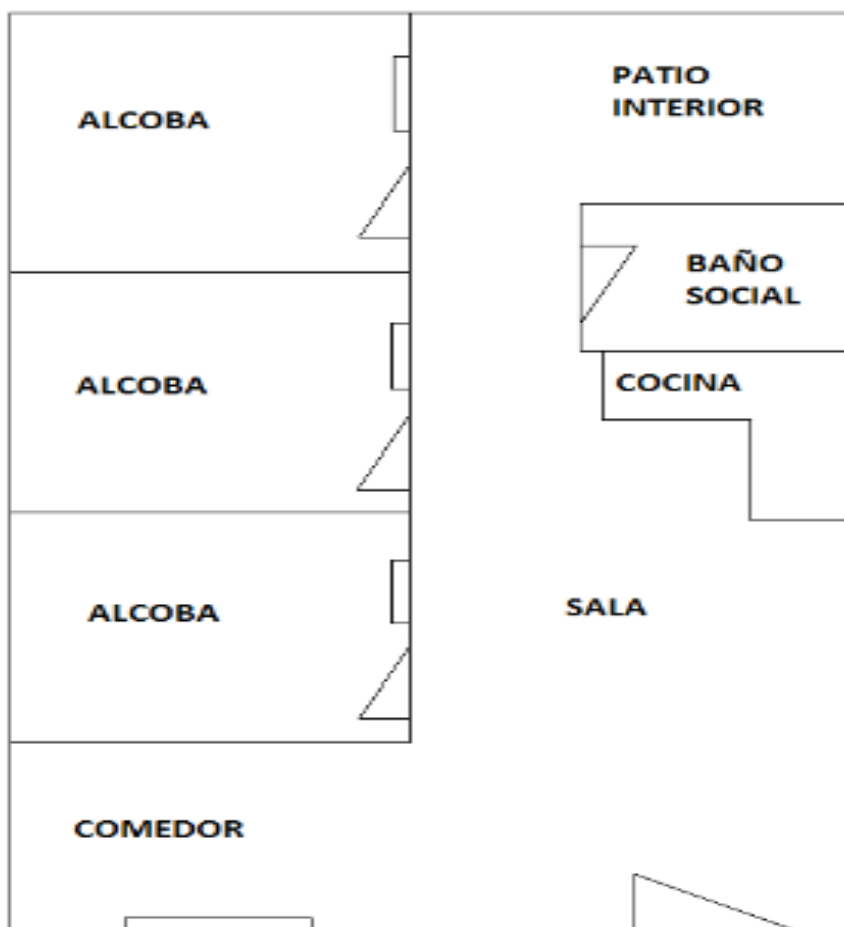 PATIO
INTERIOR
ALCOBA
BAÑO
SOCIAL
ALCOBA
COCINA
ALCOBA
SALA
COMEDOR